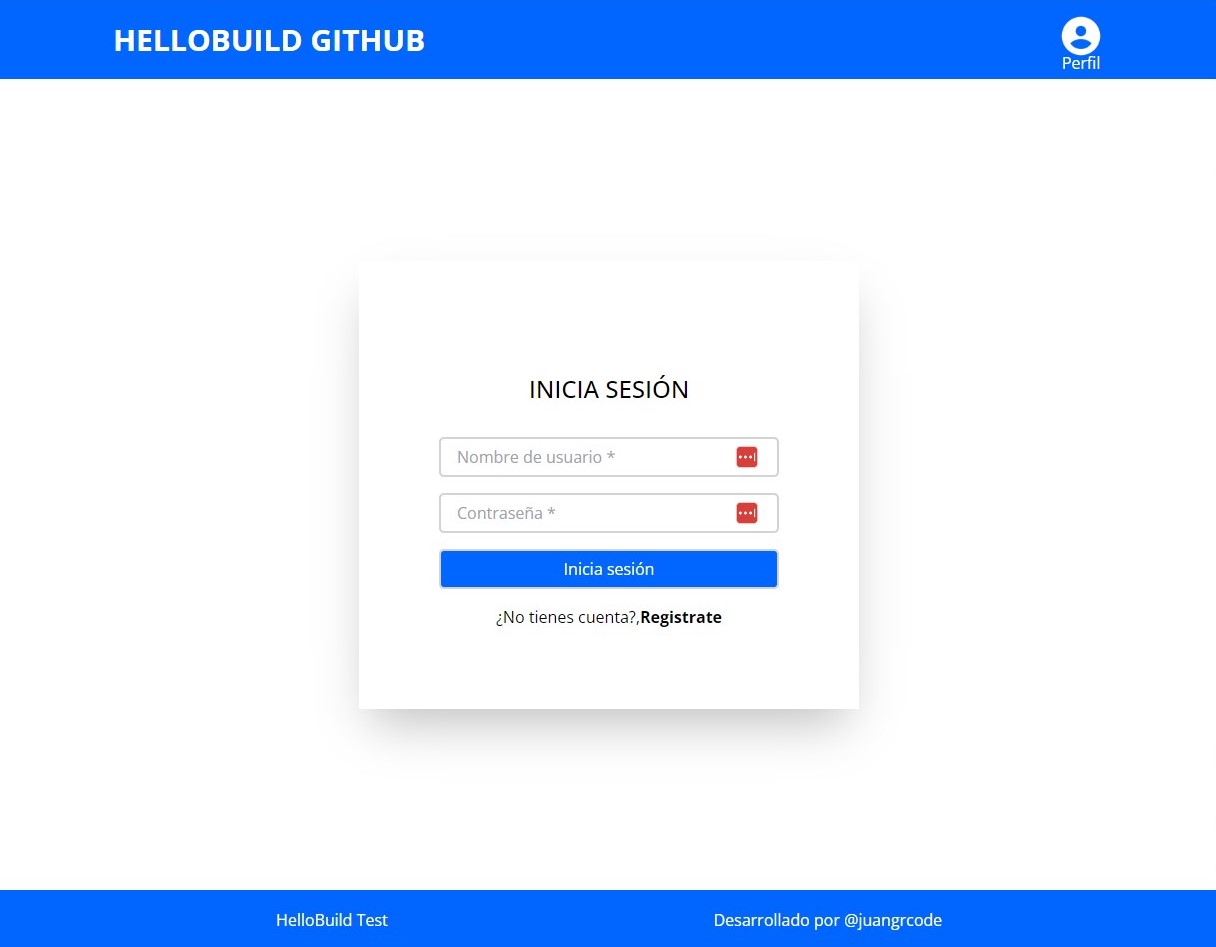 HELLOBUILD GITHUB
Perfil
INICIA SESIÓN
Nombre de usuario *
Contraseña *
Inicia sesión
¿No tienes cuenta?,Registrate
HelloBuild Test
Desarrollado por @juangrcode